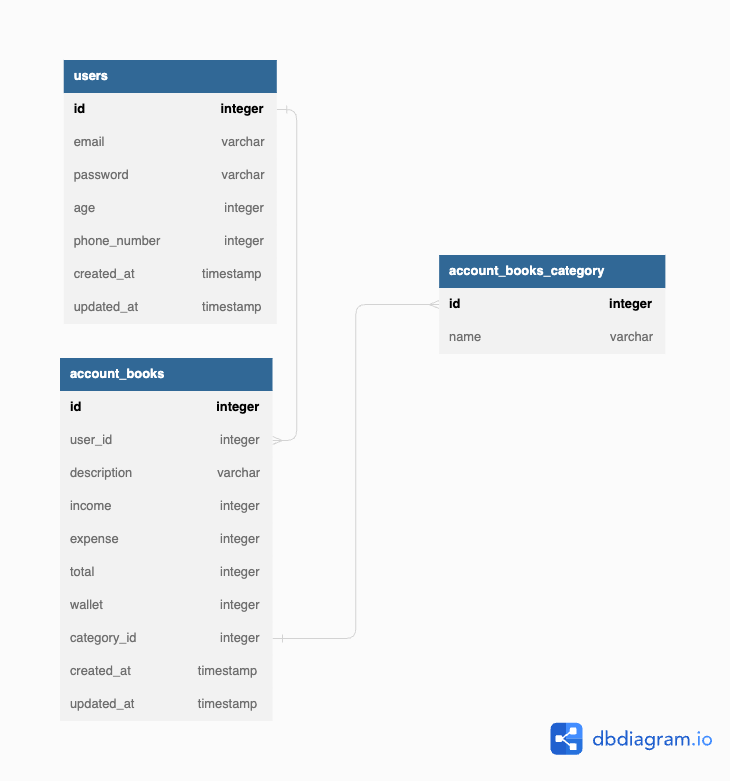 users
id integer
email varchar
password varchar
age integer
phone_number integer
created_at timestamp
updated_at timestamp
account_books_category
id integer
name varchar
account_books
id integer
user_id integer
description varchar
income integer
expense integer
total integer
wallet integer
category_id integer
created_at timestamp
updated_at timestamp
dbdiagram.io